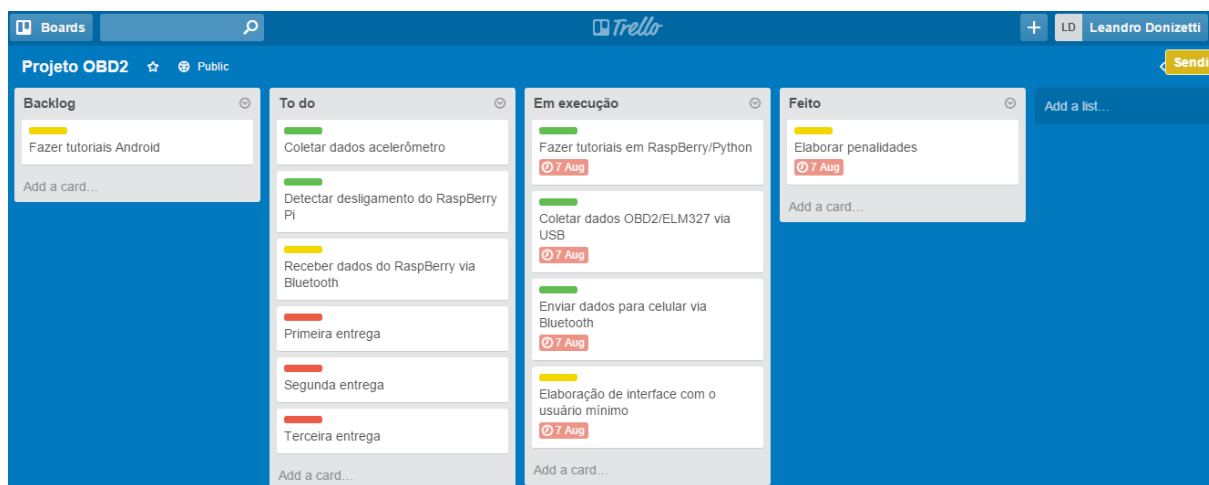 Boards
Trello
LD Leandro Donizetti
Projeto OBD2
Public
Sendi
Backlog
Fazer tutoriais Android
Add a card...
To do
Coletar dados acelerômetro
Detectar desligamento do RaspBerry
Pi
Receber dados do RaspBerry via
Bluetooth
Primeira entrega
Segunda entrega
Terceira entrega
Add a card...
Em execução
Fazer tutoriais em RaspBerry/Python
7 Aug
Coletar dados OBD2/ELM327 via
USB
7 Aug
Enviar dados para celular via
Bluetooth
7 Aug
Elaboração de interface com o
usuário mínimo
7 Aug
Add a card...
Feito
Elaborar penalidades
7 Aug
Add a card...
Add a list...